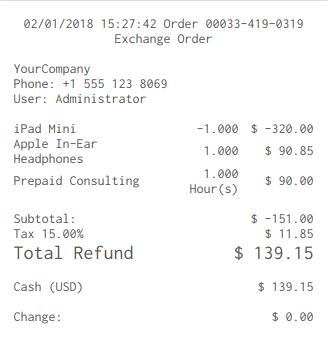 02/01/2018 15:27:42 Order 00033-419-0319
Exchange Order
YourCompany
Phone: +1 555 123 8069
User: Administrator
iPad Mini -1.000 $ -320.00
Apple In-Ear Headphones 1.000 $ 90.85
Prepaid Consulting 1.000 Hour(s) $ 90.00
Subtotal: $ -151.00
Tax 15.00% $ 11.85
Total Refund $ 139.15
Cash (USD) $ 139.15
Change: $ 0.00